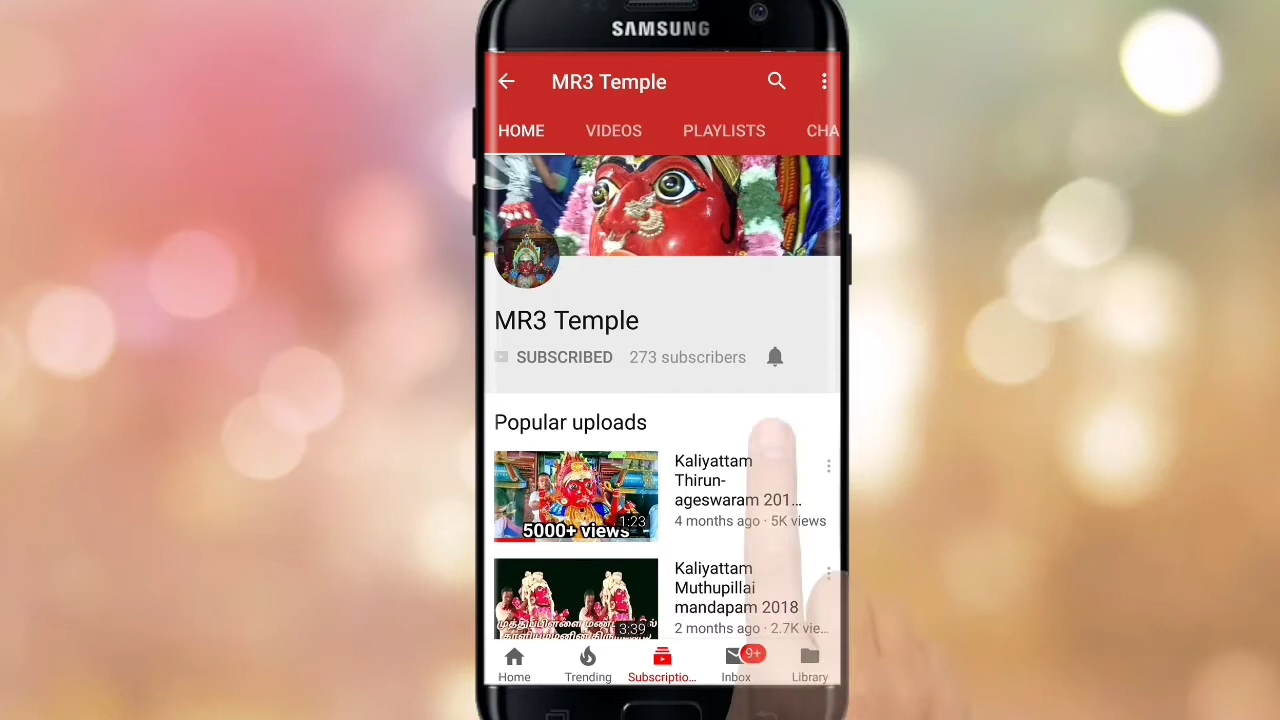 SAMSUNG
MR3 Temple
HOME VIDEOS PLAYLISTS CHA
MR3 Temple
SUBSCRIBED 273 subscribers
Popular uploads
Kaliyattam
Thirun-
ageswaram 201...
4 months ago · 5K views
1:23
5000+ views
Kaliyattam
Muthupillai
mandapam 2018
2 months ago · 2.7K vie...
3:39
9+
Home Trending Subscriptio... Inbox Library